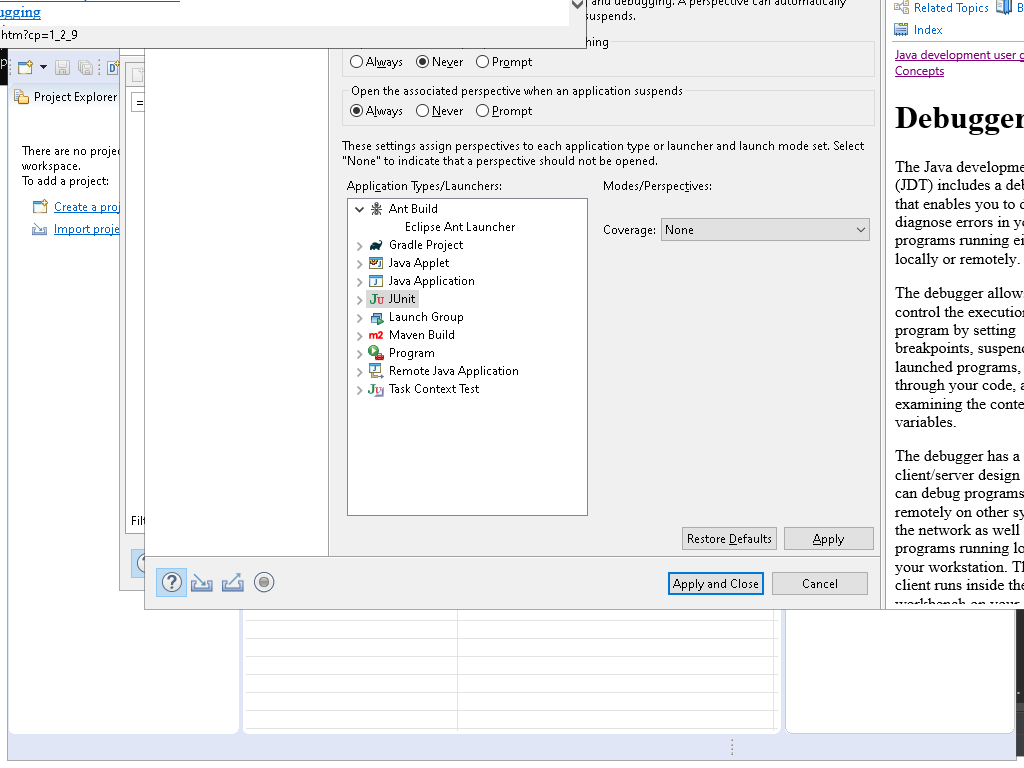 ugging
htm?cp=1_2_9
Project Explorer
There are no proje
workspace.
To add a project:
Create a proj
Import proje
=
Filt
and debugging. A perspective can automatically
suspends.
hing
Always
Never
Prompt
Open the associated perspective when an application suspends
Always
Never
Prompt
These settings assign perspectives to each application type or launcher and launch mode set. Select
"None" to indicate that a perspective should not be opened.
Application Types/Launchers:
Modes/Perspectives:
Ant Build
Eclipse Ant Launcher
Gradle Project
Java Applet
Java Application
JUnit
Launch Group
Maven Build
Program
Remote Java Application
Task Context Test
Coverage:
None
Restore Defaults
Apply
Apply and Close
Cancel
Related Topics
B
Index
Java development user g
Concepts
Debugger
The Java developme
(JDT) includes a deb
that enables you to d
diagnose errors in yo
programs running ei
locally or remotely.
The debugger allows
control the execution
program by setting
breakpoints, suspend
launched programs,
through your code, a
examining the conte
variables.
The debugger has a
client/server design
can debug programs
remotely on other sy
the network as well
programs running lo
your workstation. Th
client runs inside the
workbench on your